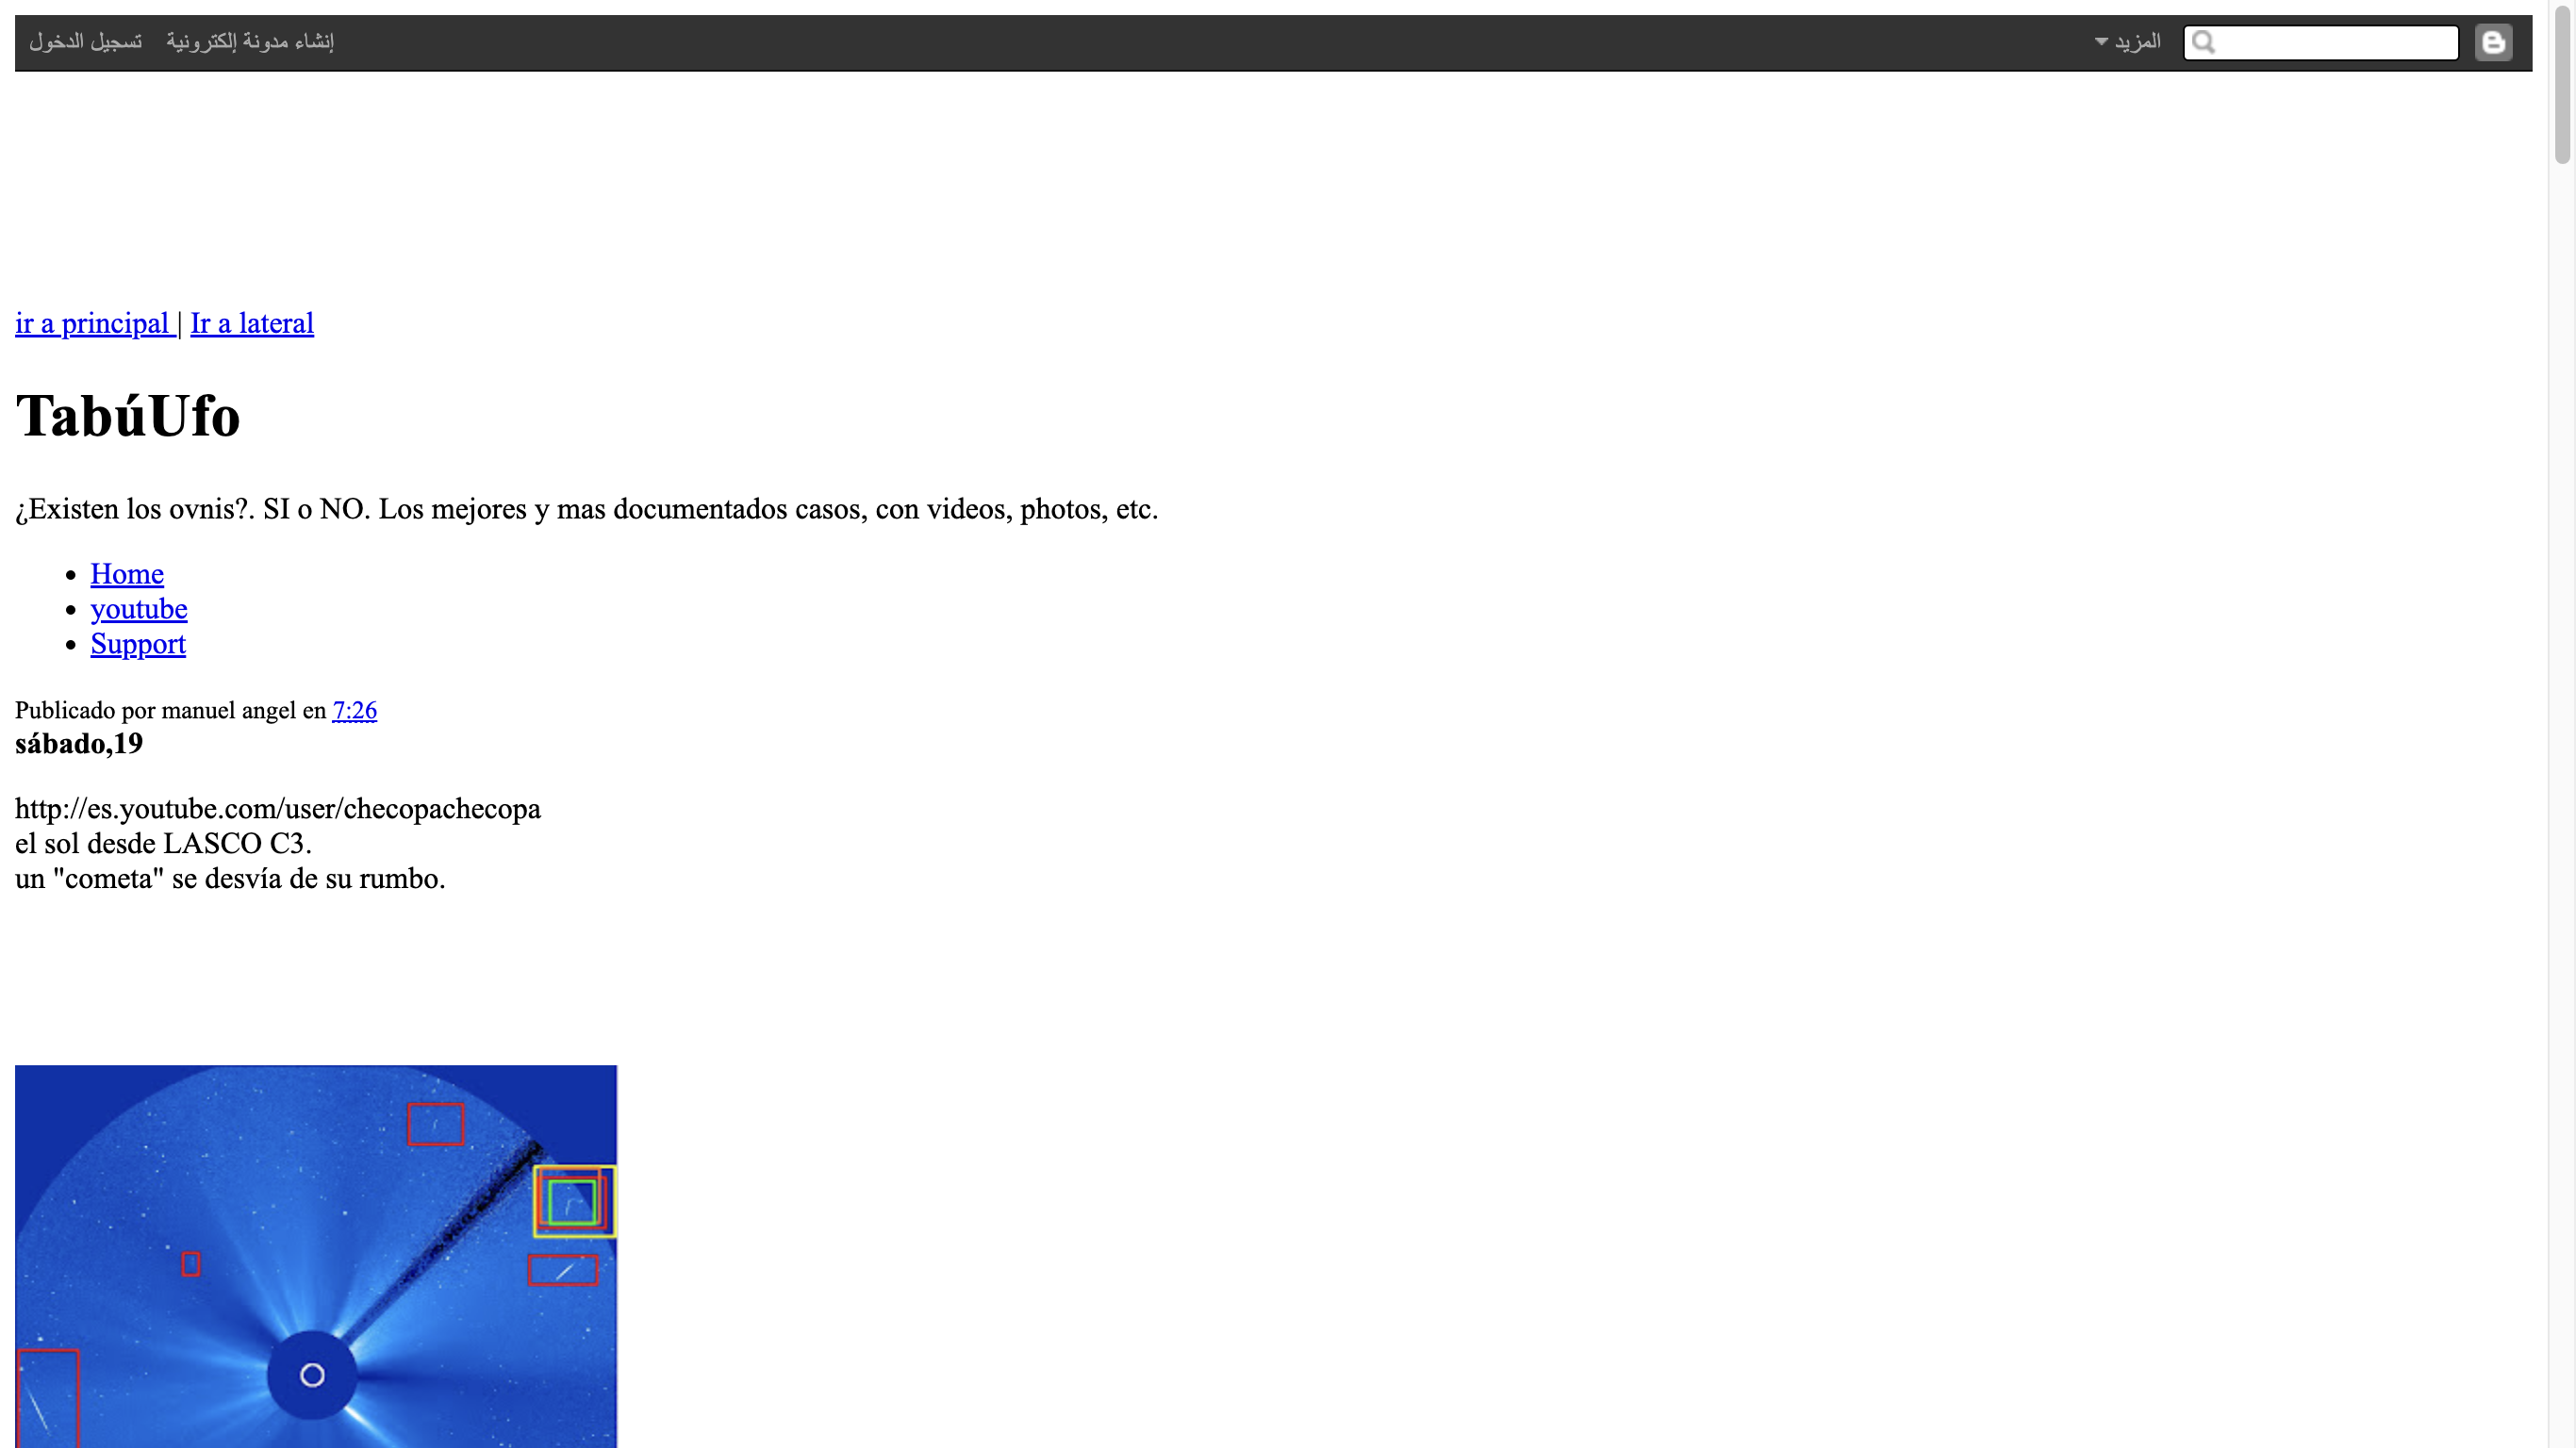 تسجيل الدخول إنشاء مدونة إلكترونية المزيد
ir a principal | Ir a lateral
TabúUfo
¿Existen los ovnis?. SI o NO. Los mejores y mas documentados casos, con videos, photos, etc.
Home
youtube
Support
Publicado por manuel angel en 7:26
sábado,19
http://es.youtube.com/user/checopachecopa
el sol desde LASCO C3.
un "cometa" se desvía de su rumbo.